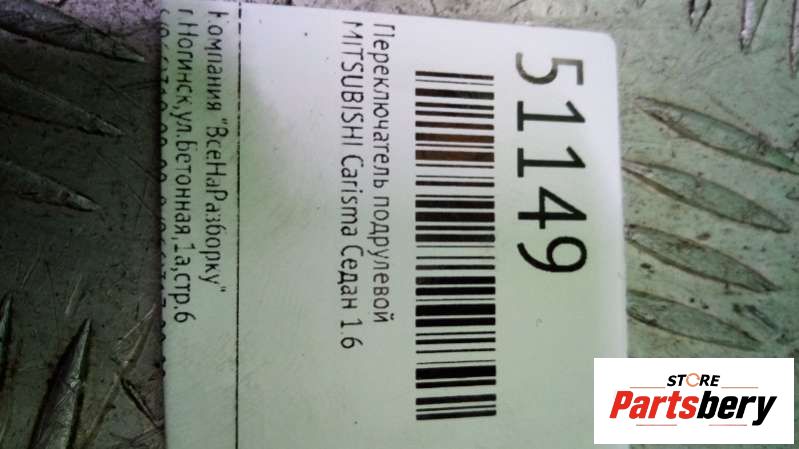 51149
Переключатель подрулевой
MITSUBISHI Carisma Седан 1.6
Компания "ВсеНаРазборку"
г.Ногинск,ул.Бетонная,1а,стр.6
STORE
Partsbery